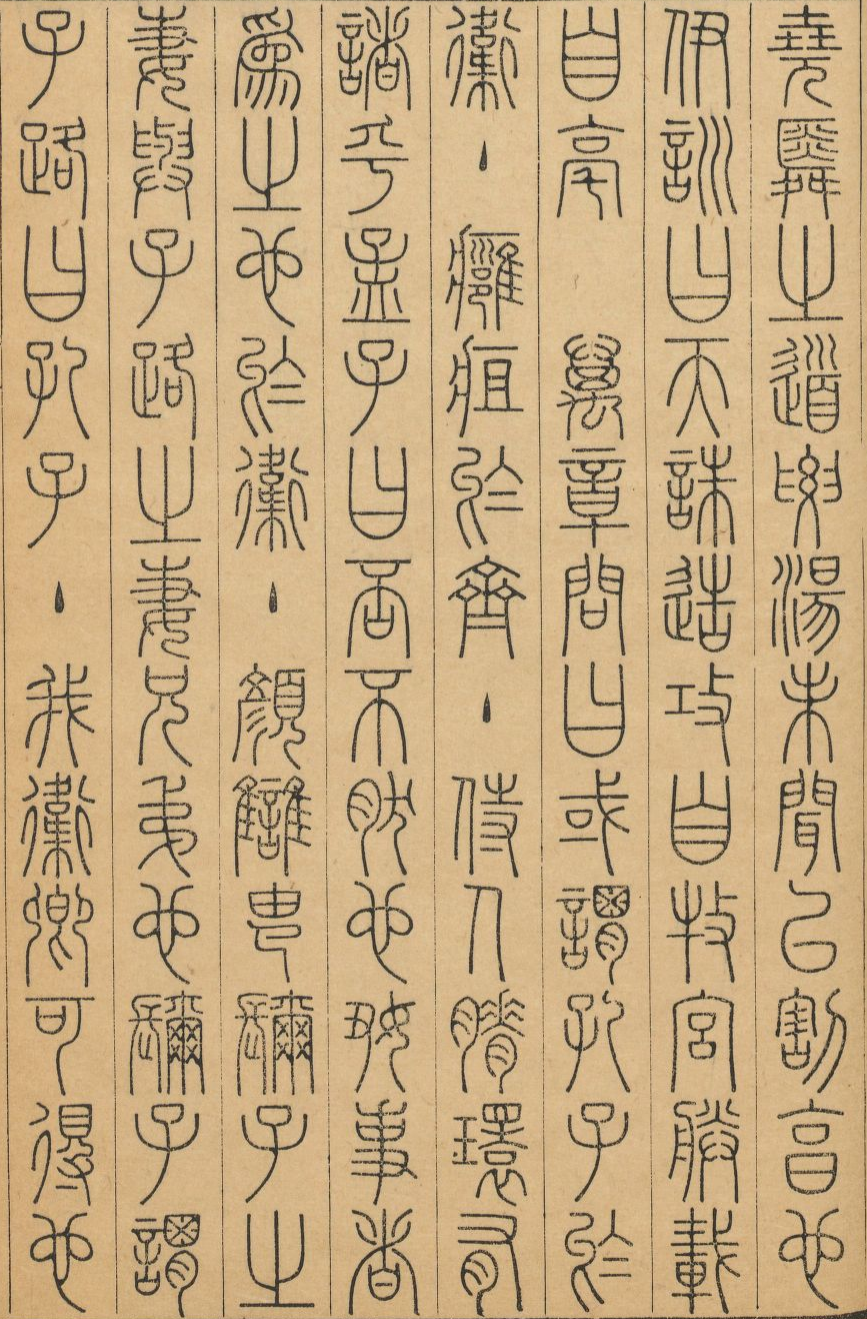 堯舜之道要湯未聞以割亨也
伊訓曰天誅造攻自牧宮朕載
自亳　萬章問曰或謂孔子於
衛主癰疽於齊主侍人瘠環有
諸乎孟子曰否不然也好事者
爲之也於衛主顏讎由彌子之
妻與子路之妻兄弟也彌子謂
子路曰孔子主我衛卿可得也